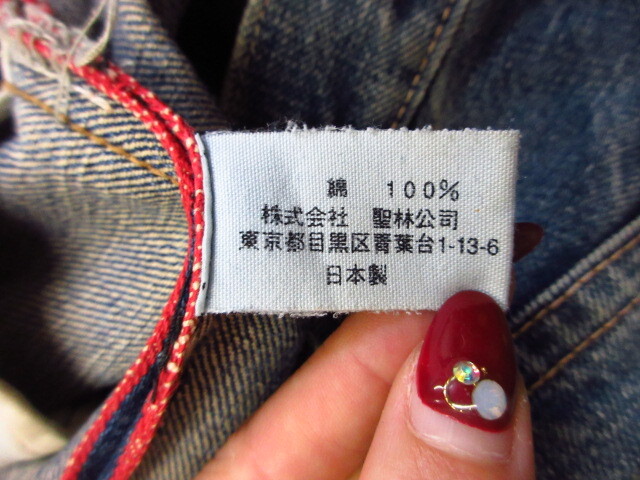 綿 100%
株式会社 聖林公司
東京都目黒区青葉台1-13-6
日本製